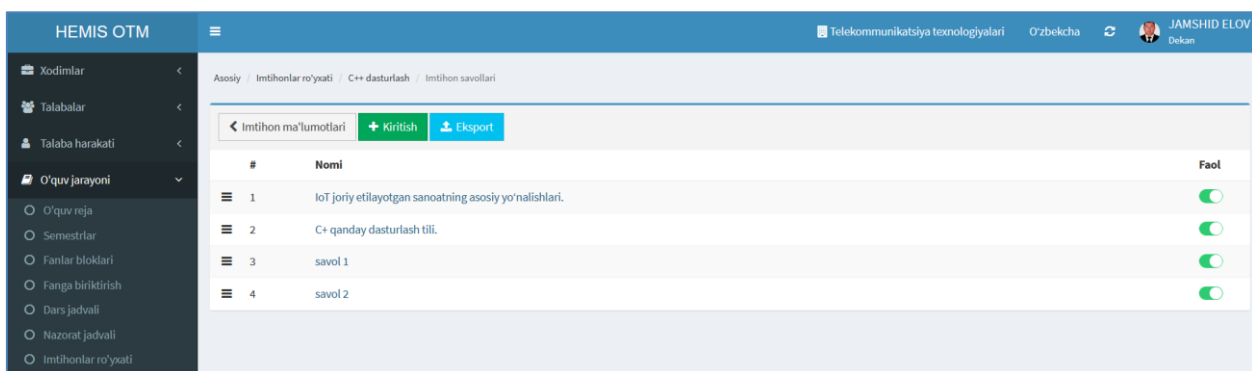 HEMIS OTM
Telekommunikatsiya texnologiyalari O'zbekcha JAMSHID ELOV
Dekan
Xodimlar
Talabalar
Talaba harakati
O'quv jarayoni
O'quv reja
Semestrlar
Fanlar bloklari
Fanga biriktirish
Dars jadvali
Nazorat jadvali
Imtihonlar ro'yxati
Asosiy / Imtihonlar ro'yxati / C++ dasturlash / Imtihon savollari
Imtihon ma'lumotlari Kiritish Eksport
# Nomi Faol
1 IoT joriy etilayotgan sanoatning asosiy yo'nalishlari.
2 C+ qanday dasturlash tili.
3 savol 1
4 savol 2